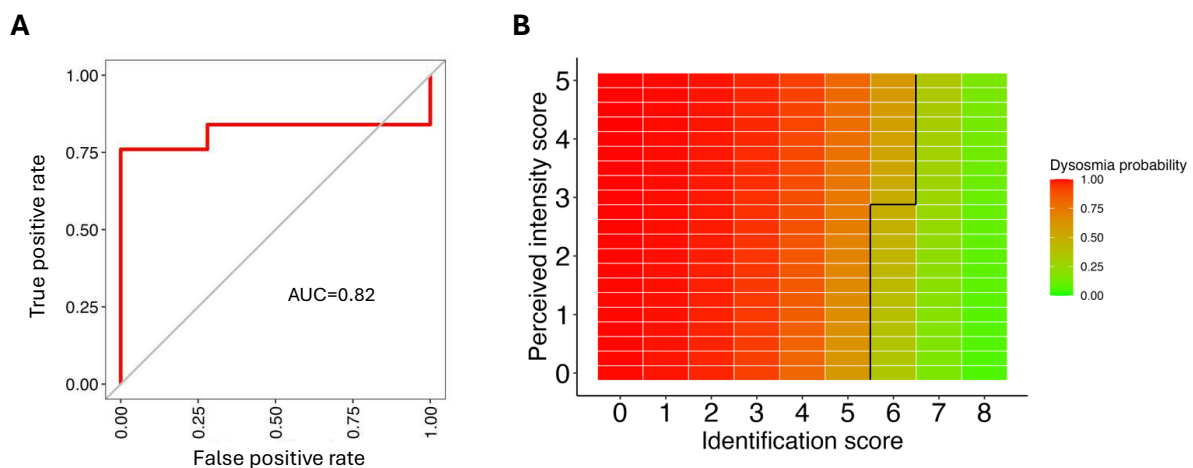 A
True positive rate
1.00
0.75
0.50
0.25
0.00
AUC=0.82
0.00
0.25
0.50
0.75
1.00
False positive rate
B
Perceived intensity score
5
4
3
2
1
0
0 1 2 3 4 5 6 7 8
Identification score
Dysosmia probability
1.00
0.75
0.50
0.25
0.00